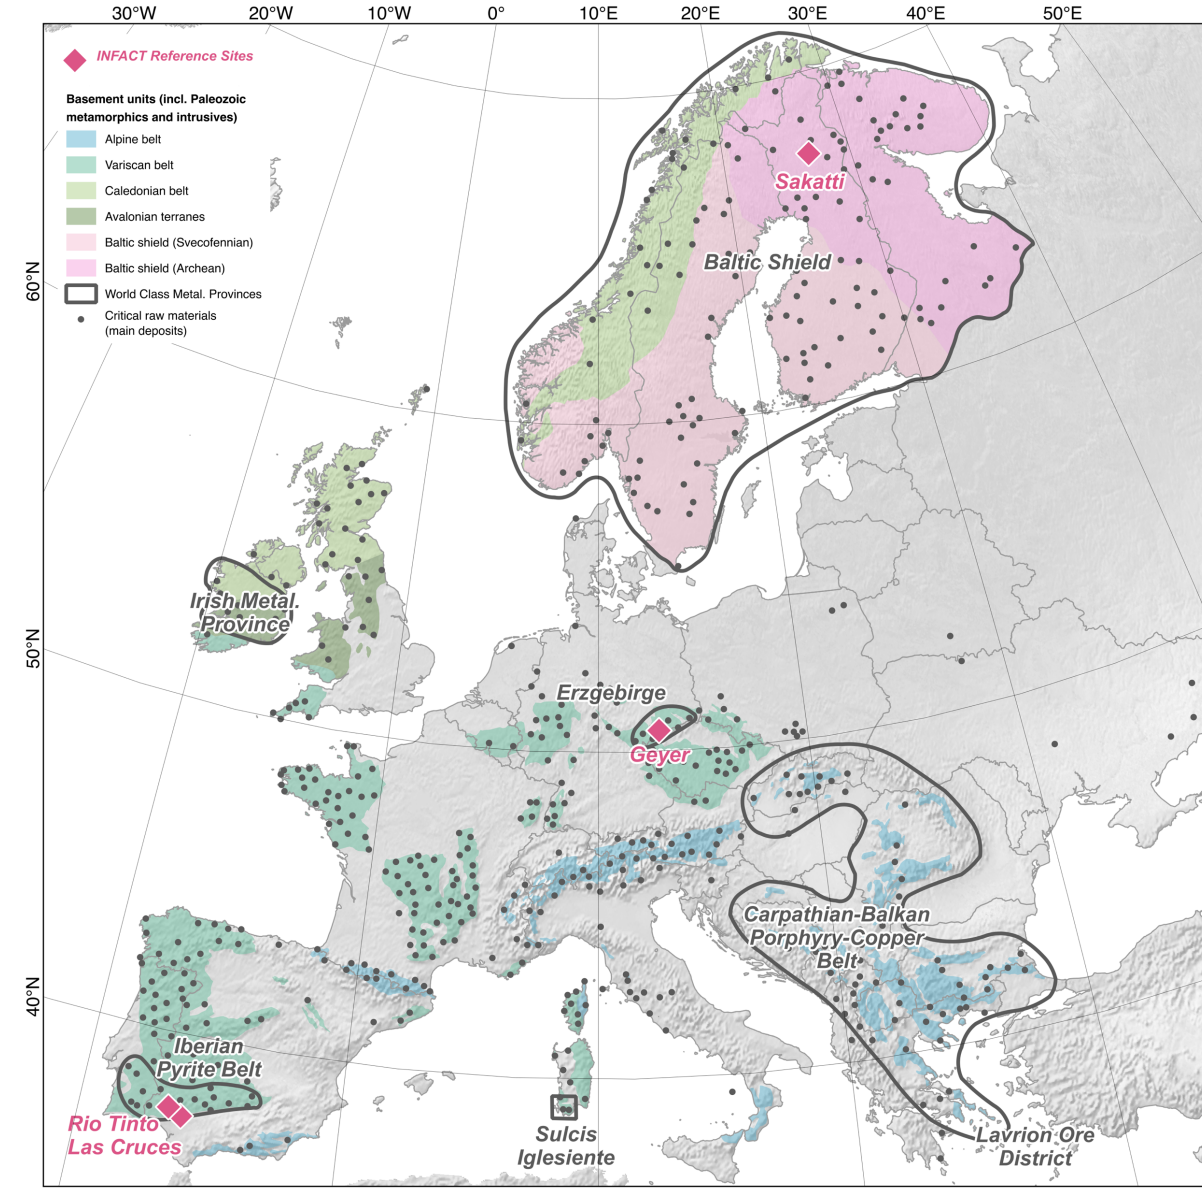 30°W 20°W 10°W 0° 10°E 20°E 30°E 40°E 50°E
INFACT Reference Sites
Basement units (incl. Paleozoic
metamorphics and intrusives)
Alpine belt
Variscan belt
Caledonian belt
Avalonian terranes
Baltic shield (Svecofennian)
Baltic shield (Archean)
World Class Metal. Provinces
Critical raw materials
(main deposits)
60°N
50°N
40°N
Sakatti
Baltic Shield
Irish Metal.
Province
Erzgebirge
Geyer
Carpathian-Balkan
Porphyry-Copper
Belt
Iberian
Pyrite Belt
Rio Tinto
Las Cruces
Sulcis
Iglesiente
Lavrion Ore
District